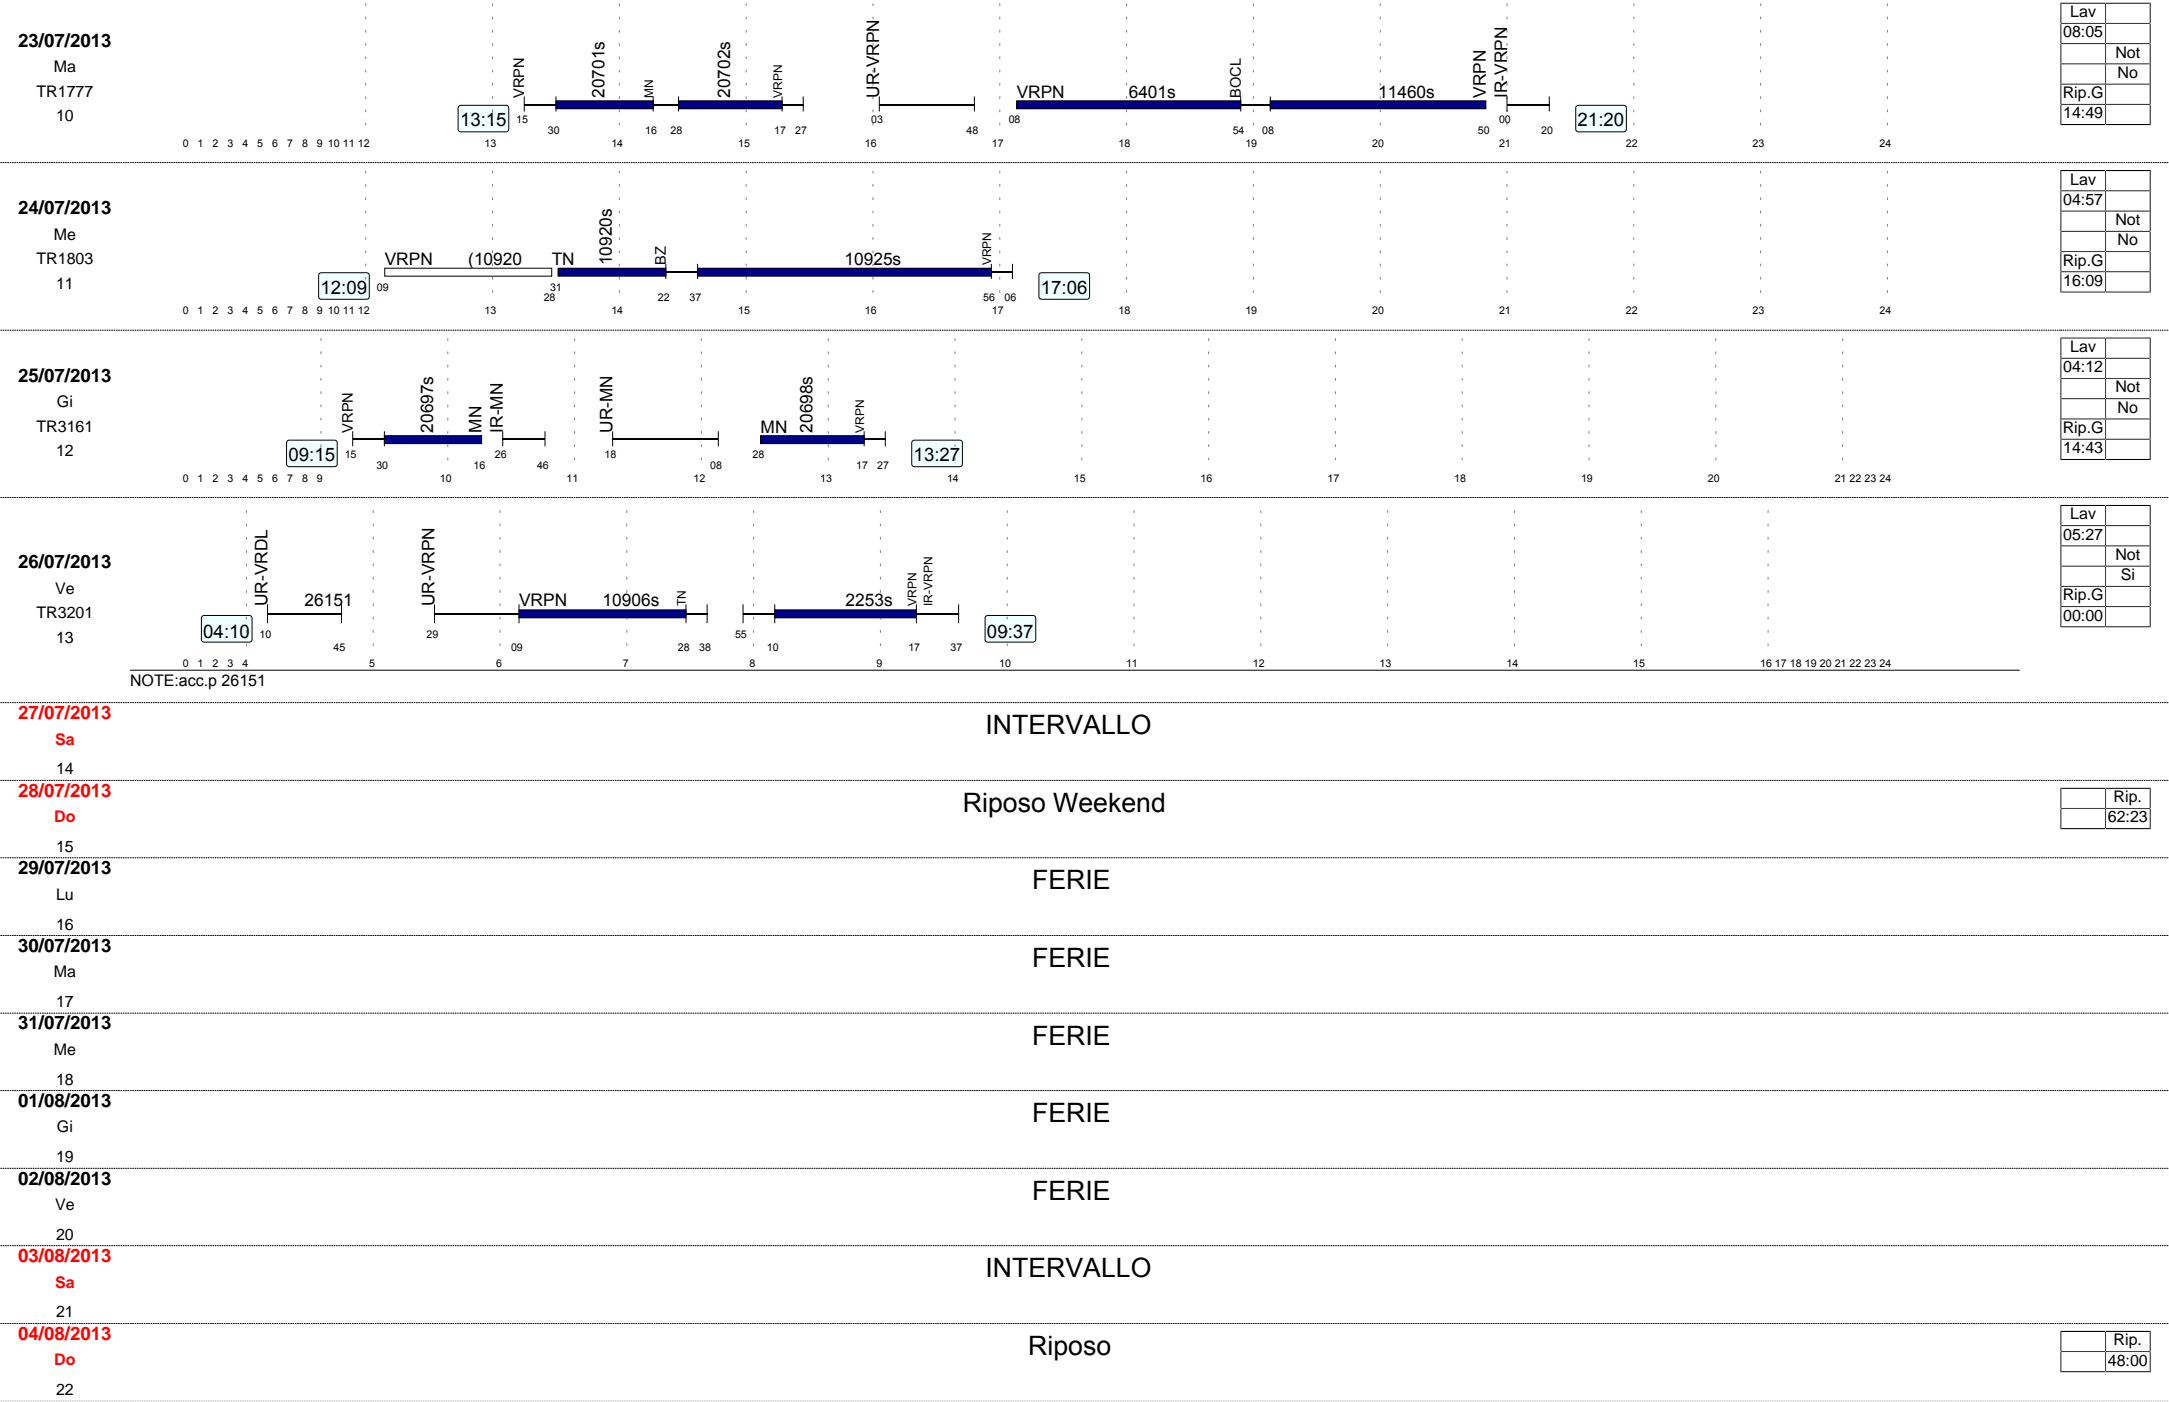 23/07/2013
Ma
TR1777
10
13:15
VRPN 20701s MN 20702s VRPN UR-VRPN VRPN 6401s BOCL 11460s VRPN IR-VRPN
15 30 16 28 17 27 03 48 08 54 08 50 00 20
21:20
0 1 2 3 4 5 6 7 8 9 10 11 12 13 14 15 16 17 18 19 20 21 22 23 24
Lav
08:05
Not
No
Rip.G
14:49
24/07/2013
Me
TR1803
11
12:09
VRPN (10920 TN 10920s BZ 10925s VRPN
09 31 28 22 37 56 06
17:06
0 1 2 3 4 5 6 7 8 9 10 11 12 13 14 15 16 17 18 19 20 21 22 23 24
Lav
04:57
Not
No
Rip.G
16:09
25/07/2013
Gi
TR3161
12
09:15
VRPN 20697s MN IR-MN UR-MN MN 20698s VRPN
15 30 16 26 46 18 08 28 17 27
13:27
0 1 2 3 4 5 6 7 8 9 10 11 12 13 14 15 16 17 18 19 20 21 22 23 24
Lav
04:12
Not
No
Rip.G
14:43
26/07/2013
Ve
TR3201
13
04:10
UR-VRDL 26151 UR-VRPN VRPN 10906s TN 2253s VRPN IR-VRPN
10 45 29 09 28 38 55 10 17 37
09:37
0 1 2 3 4 5 6 7 8 9 10 11 12 13 14 15 16 17 18 19 20 21 22 23 24
NOTE:acc.p 26151
Lav
05:27
Not
Si
Rip.G
00:00
27/07/2013
Sa
14
INTERVALLO
28/07/2013
Do
15
Riposo Weekend
Rip.
62:23
29/07/2013
Lu
16
FERIE
30/07/2013
Ma
17
FERIE
31/07/2013
Me
18
FERIE
01/08/2013
Gi
19
FERIE
02/08/2013
Ve
20
FERIE
03/08/2013
Sa
21
INTERVALLO
04/08/2013
Do
22
Riposo
Rip.
48:00